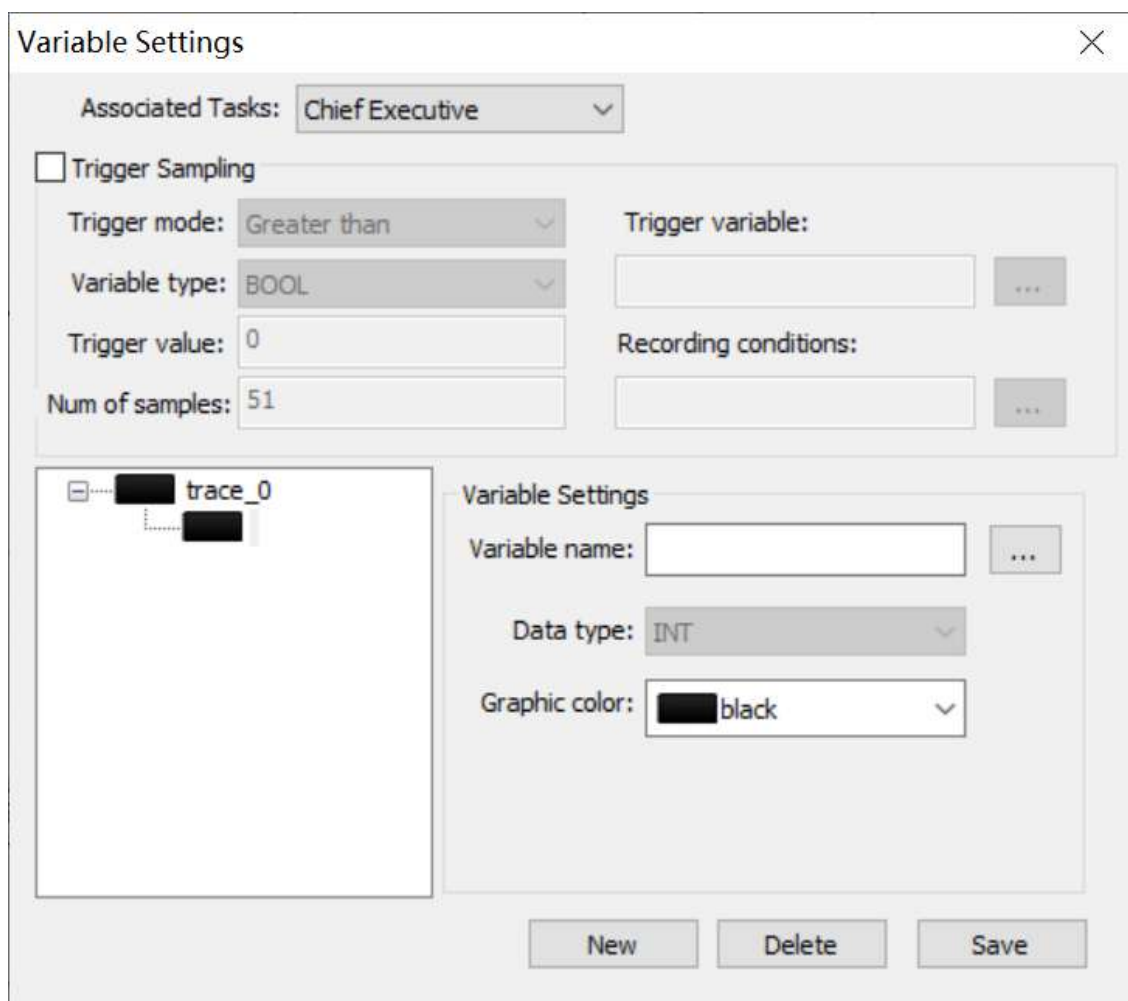 Variable Settings
Associated Tasks: Chief Executive
Trigger Sampling
Trigger mode: Greater than
Trigger variable:
Variable type: BOOL
...
Trigger value: 0
Recording conditions:
Num of samples: 51
...
trace_0
Variable Settings
Variable name:
...
Data type: INT
Graphic color: black
New
Delete
Save